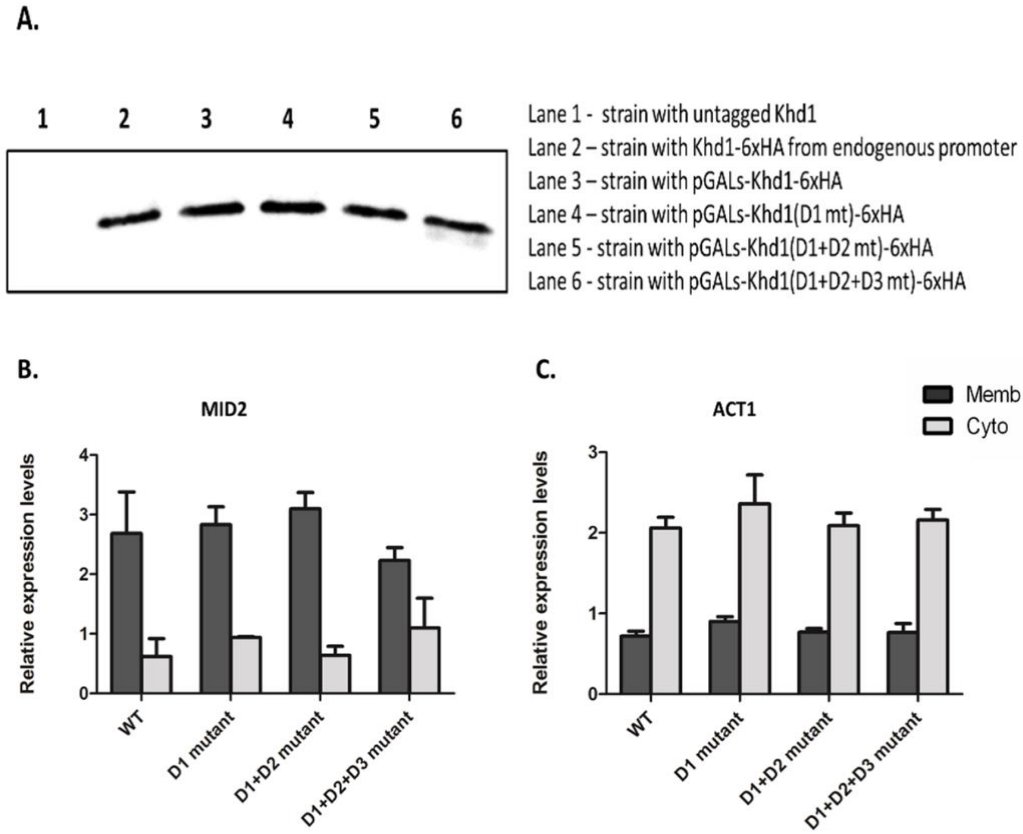 A.
1 2 3 4 5 6
Lane 1 - strain with untagged Khd1
Lane 2 – strain with Khd1-6xHA from endogenous promoter
Lane 3 – strain with pGALs-Khd1-6xHA
Lane 4 – strain with pGALs-Khd1(D1 mt)-6xHA
Lane 5 - strain with pGALs-Khd1(D1+D2 mt)-6xHA
Lane 6 - strain with pGALs-Khd1(D1+D2+D3 mt)-6xHA
B.
MID2
Relative expression levels
4
3
2
1
0
WT
D1 mutant
D1+D2 mutant
D1+D2+D3 mutant
C.
ACT1
Memb
Cyto
Relative expression levels
3
2
1
0
WT
D1 mutant
D1+D2 mutant
D1+D2+D3 mutant